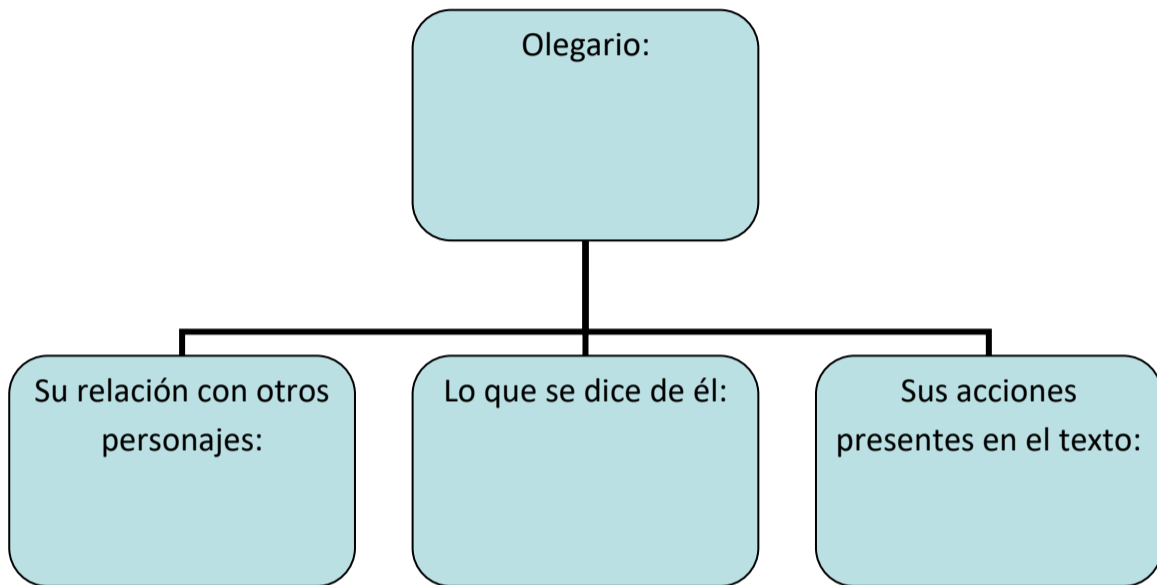 Olegario:
Su relación con otros
personajes:
Lo que se dice de él:
Sus acciones
presentes en el texto: